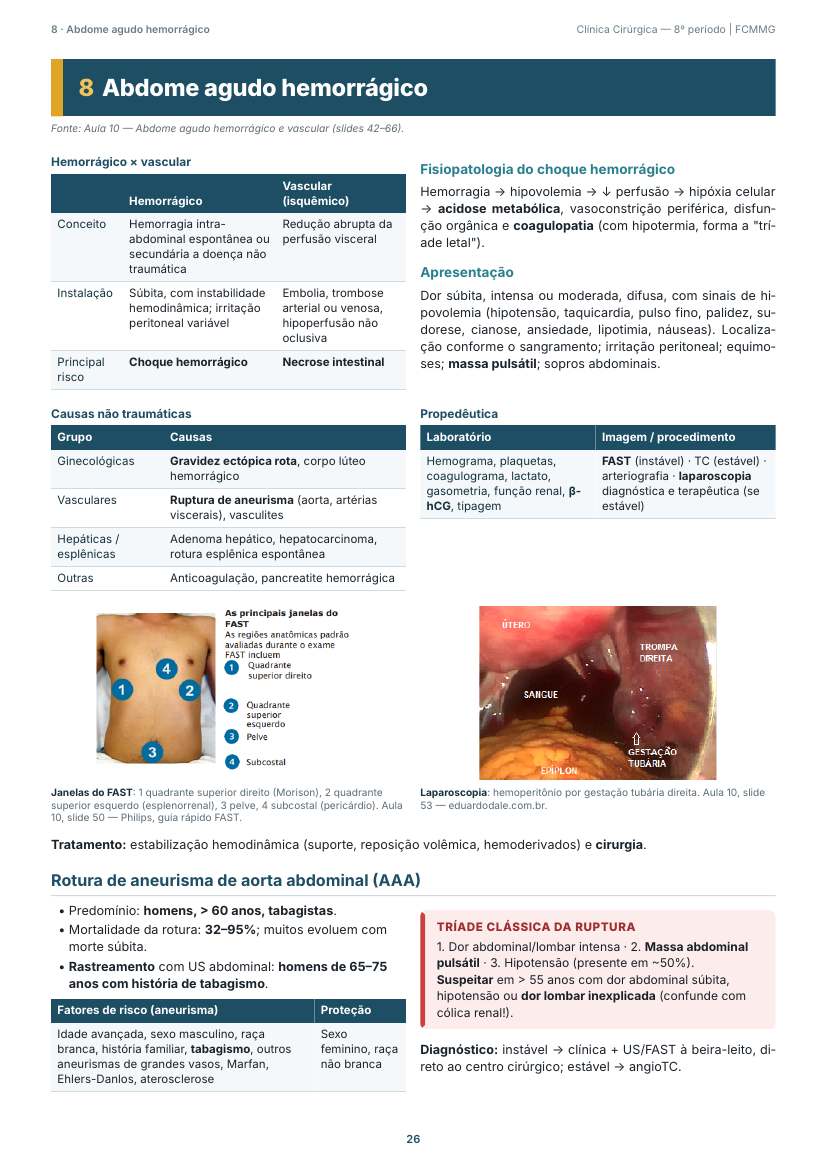 8 · Abdome agudo hemorrágico
Clínica Cirúrgica — 8º período | FCMMG
8 Abdome agudo hemorrágico
Fonte: Aula 10 — Abdome agudo hemorrágico e vascular (slides 42–66).
Hemorrágico × vascular
Hemorrágico
Vascular
(isquêmico)
Conceito
Hemorragia intra-
abdominal espontânea ou
secundária a doença não
traumática
Redução abrupta da
perfusão visceral
Instalação
Súbita, com instabilidade
hemodinâmica; irritação
peritoneal variável
Embolia, trombose
arterial ou venosa,
hipoperfusão não
oclusiva
Principal
risco
Choque hemorrágico
Necrose intestinal
Fisiopatologia do choque hemorrágico
Hemorragia → hipovolemia → ↓ perfusão → hipóxia celular
→ acidose metabólica, vasoconstrição periférica, disfun-
ção orgânica e coagulopatia (com hipotermia, forma a "trí-
ade letal").
Apresentação
Dor súbita, intensa ou moderada, difusa, com sinais de hi-
povolemia (hipotensão, taquicardia, pulso fino, palidez, su-
dorese, cianose, ansiedade, lipotimia, náuseas). Localiza-
ção conforme o sangramento; irritação peritoneal; equimo-
ses; massa pulsátil; sopros abdominais.
Causas não traumáticas
Grupo
Causas
Ginecológicas
Gravidez ectópica rota, corpo lúteo
hemorrágico
Vasculares
Ruptura de aneurisma (aorta, artérias
viscerais), vasculites
Hepáticas /
esplênicas
Adenoma hepático, hepatocarcinoma,
rotura esplênica espontânea
Outras
Anticoagulação, pancreatite hemorrágica
Propedêutica
Laboratório
Imagem / procedimento
Hemograma, plaquetas,
coagulograma, lactato,
gasometria, função renal, β-
hCG, tipagem
FAST (instável) · TC (estável) ·
arteriografia · laparoscopia
diagnóstica e terapêutica (se
estável)
1
2
3
4
As principais janelas do
FAST
As regiões anatômicas padrão
avaliadas durante o exame
FAST incluem
1 Quadrante
superior direito
2 Quadrante
superior
esquerdo
3 Pelve
4 Subcostal
Janelas do FAST: 1 quadrante superior direito (Morison), 2 quadrante
superior esquerdo (esplenorrenal), 3 pelve, 4 subcostal (pericárdio). Aula
10, slide 50 — Philips, guia rápido FAST.
ÚTERO
TROMPA
DIREITA
SANGUE
GESTAÇÃO
TUBÁRIA
EPÍPLON
Laparoscopia: hemoperitônio por gestação tubária direita. Aula 10, slide
53 — eduardodale.com.br.
Tratamento: estabilização hemodinâmica (suporte, reposição volêmica, hemoderivados) e cirurgia.
Rotura de aneurisma de aorta abdominal (AAA)
• Predomínio: homens, > 60 anos, tabagistas.
• Mortalidade da rotura: 32–95%; muitos evoluem com
morte súbita.
• Rastreamento com US abdominal: homens de 65–75
anos com história de tabagismo.
Fatores de risco (aneurisma)
Proteção
Idade avançada, sexo masculino, raça
branca, história familiar, tabagismo, outros
aneurismas de grandes vasos, Marfan,
Ehlers-Danlos, aterosclerose
Sexo
feminino, raça
não branca
TRÍADE CLÁSSICA DA RUPTURA
1. Dor abdominal/lombar intensa · 2. Massa abdominal
pulsátil · 3. Hipotensão (presente em ~50%).
Suspeitar em > 55 anos com dor abdominal súbita,
hipotensão ou dor lombar inexplicada (confunde com
cólica renal!).
Diagnóstico: instável → clínica + US/FAST à beira-leito, di-
reto ao centro cirúrgico; estável → angioTC.
26